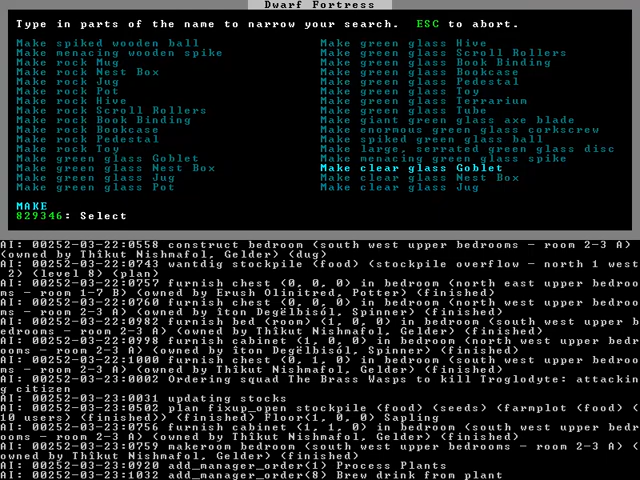 Dwarf Fortress
Type in parts of the name to narrow your search.  ESC to abort.
Make spiked wooden ball
Make menacing wooden spike
Make rock Mug
Make rock Nest Box
Make rock Jug
Make rock Pot
Make rock Hive
Make rock Scroll Rollers
Make rock Book Binding
Make rock Bookcase
Make rock Pedestal
Make rock Toy
Make green glass Goblet
Make green glass Nest Box
Make green glass Jug
Make green glass Pot
Make green glass Hive
Make green glass Scroll Rollers
Make green glass Book Binding
Make green glass Bookcase
Make green glass Pedestal
Make green glass Toy
Make green glass Terrarium
Make green glass Tube
Make giant green glass axe blade
Make enormous green glass corkscrew
Make spiked green glass ball
Make large, serrated green glass disc
Make menacing green glass spike
Make clear glass Goblet
Make clear glass Nest Box
Make clear glass Jug
MAKE
829346: Select
AI: 00252-03-22:0558 construct bedroom (south west upper bedrooms - room 2-3 A)
(owned by Thîkut Nishmafol, Gelder) (dug)
AI: 00252-03-22:0743 wantdig stockpile (food) (stockpile overflow - north 1 west
2) (level 8) (plan)
AI: 00252-03-22:0757 furnish chest (0, 0, 0) in bedroom (north east upper bedroo
ms - room 1-7 B) (owned by Erush Olinitred, Potter) (finished)
AI: 00252-03-22:0760 furnish chest (0, 0, 0) in bedroom (north west upper bedroo
ms - room 2-3 A) (owned by îton Degëlbisól, Spinner) (finished)
AI: 00252-03-22:0982 furnish bed (room) (1, 0, 0) in bedroom (south west upper b
edrooms - room 2-3 A) (owned by Thîkut Nishmafol, Gelder) (finished)
AI: 00252-03-22:0998 furnish cabinet (1, 0, 0) in bedroom (north west upper bedr
ooms - room 2-3 A) (owned by îton Degëlbisól, Spinner) (finished)
AI: 00252-03-22:1000 furnish chest (0, 1, 0) in bedroom (south west upper bedroo
ms - room 2-3 A) (owned by Thîkut Nishmafol, Gelder) (finished)
AI: 00252-03-23:0002 Ordering squad The Brass Wasps to kill Troglodyte: attackin
g citizen
AI: 00252-03-23:0031 updating stocks
AI: 00252-03-23:0502 plan fixup_open stockpile (food) (seeds) (farmplot (food) (
10 users) (finished)) (finished) Floor(1, 0, 0) Sapling
AI: 00252-03-23:0756 furnish cabinet (1, 1, 0) in bedroom (south west upper bedr
ooms - room 2-3 A) (owned by Thîkut Nishmafol, Gelder) (finished)
AI: 00252-03-23:0759 makeroom bedroom (south west upper bedrooms - room 2-3 A) (
owned by Thîkut Nishmafol, Gelder) (finished)
AI: 00252-03-23:0920 add_manager_order(1) Process Plants
AI: 00252-03-23:1032 add_manager_order(8) Brew drink from plant